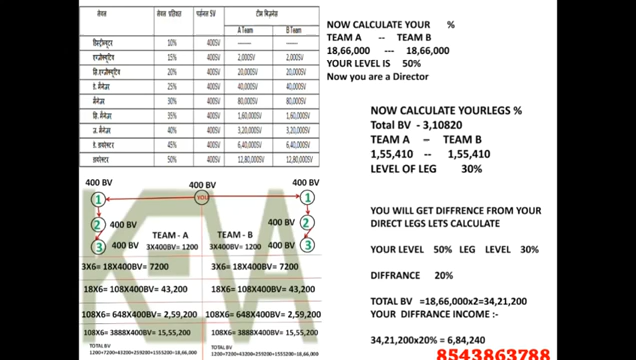 लेवल लेवल प्रतिशत पर्सनल SV टीम बिज़नेस
A Team B Team
डिस्ट्रीब्यूटर 10% 400SV ------ ------
एग्जीक्यूटिव 15% 400SV 2,000SV 2,000SV
सि.एग्जीक्यूटिव 20% 400SV 20,000SV 20,000SV
ऐ. मैनेजर 25% 400SV 40,000SV 40,000SV
मैनेजर 30% 400SV 80,000SV 80,000SV
सि. मैनेजर 35% 400SV 1,60,000SV 1,60,000SV
ज. मैनेजर 40% 400SV 3,20,000SV 3,20,000SV
ऐ. डायरेक्टर 45% 400SV 6,40,000SV 6,40,000SV
डायरेक्टर 50% 400SV 12,80,000SV 12,80,000SV
400 BV 400 BV 400 BV
1 YOU 1
2 400 BV 400 BV 2
TEAM - A TEAM - B
3 400 BV 3X400BV= 1200 3X400BV= 1200 400 BV 3
3X6= 18X400BV= 7200 3X6= 18X400BV= 7200
18X6= 108X400BV= 43,200 18X6= 108X400BV= 43,200
108X6= 648X400BV= 2,59,200 108X6= 648X400BV= 2,59,200
108X6= 3888X400BV= 15,55,200 108X6= 3888X400BV= 15,55,200
TOTAL BV TOTAL BV
1200+7200+43200+259200+1555200=18,66,000 1200+7200+43200+259200+1555200=18,66,000
KEVA
NOW CALCULATE YOUR %
TEAM A -- TEAM B
18,66,000 --- 18,66,000
YOUR LEVEL IS 50%
Now you are a Director
NOW CALCULATE YOURLEGS %
Total BV - 3,10820
TEAM A – TEAM B
1,55,410 -- 1,55,410
LEVEL OF LEG 30%
YOU WILL GET DIFFRENCE FROM YOUR
DIRECT LEGS LETS CALCULATE
YOUR LEVEL 50% LEG LEVEL 30%
DIFFRANCE 20%
TOTAL BV =18,66,000x2=34,21,200
YOUR DIFFRANCE INCOME :-
34,21,200x20% = 6,84,240
8543863788